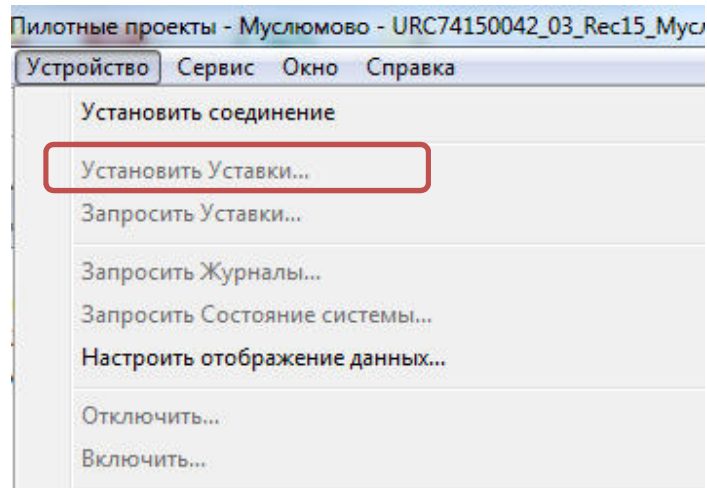 Пилотные проекты - Муслюмово - URC74150042_03_Rec15_Мусл
Устройство Сервис Окно Справка
Установить соединение
Установить Уставки...
Запросить Уставки...
Запросить Журналы...
Запросить Состояние системы...
Настроить отображение данных...
Отключить...
Включить...